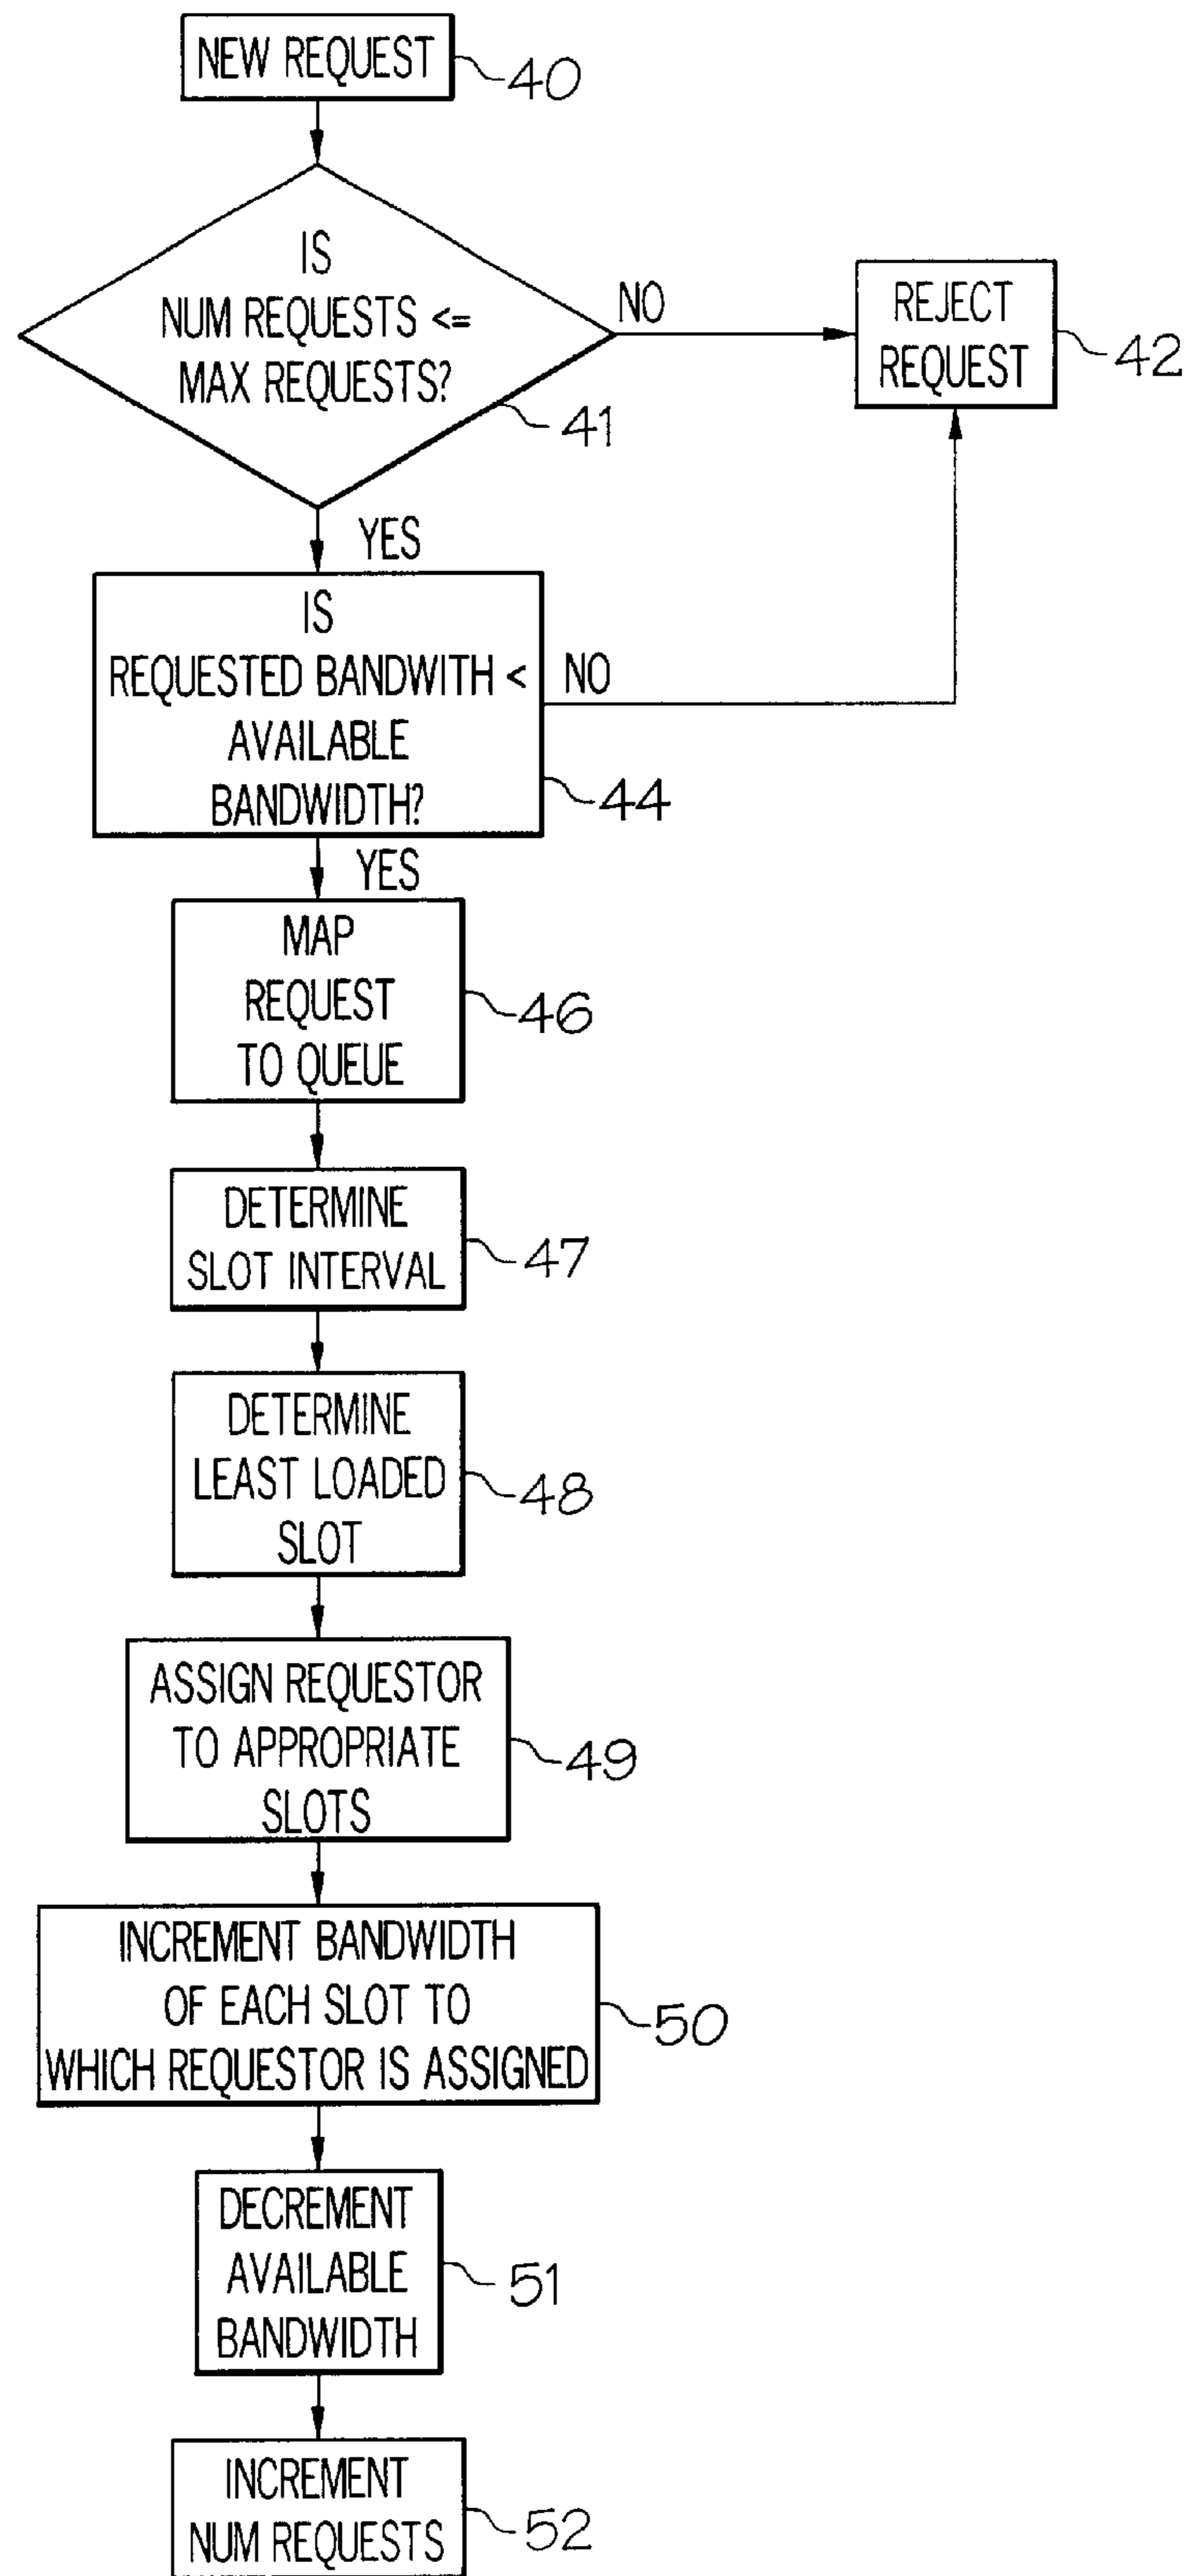 NEW REQUEST
40
IS
NUM REQUESTS <=
MAX REQUESTS?
41
NO
REJECT
REQUEST
42
YES
IS
REQUESTED BANDWITH <
AVAILABLE
BANDWIDTH?
44
NO
YES
MAP
REQUEST
TO QUEUE
46
DETERMINE
SLOT INTERVAL
47
DETERMINE
LEAST LOADED
SLOT
48
ASSIGN REQUESTOR
TO APPROPRIATE
SLOTS
49
INCREMENT BANDWIDTH
OF EACH SLOT TO
WHICH REQUESTOR IS ASSIGNED
50
DECREMENT
AVAILABLE
BANDWIDTH
51
INCREMENT
NUM REQUESTS
52